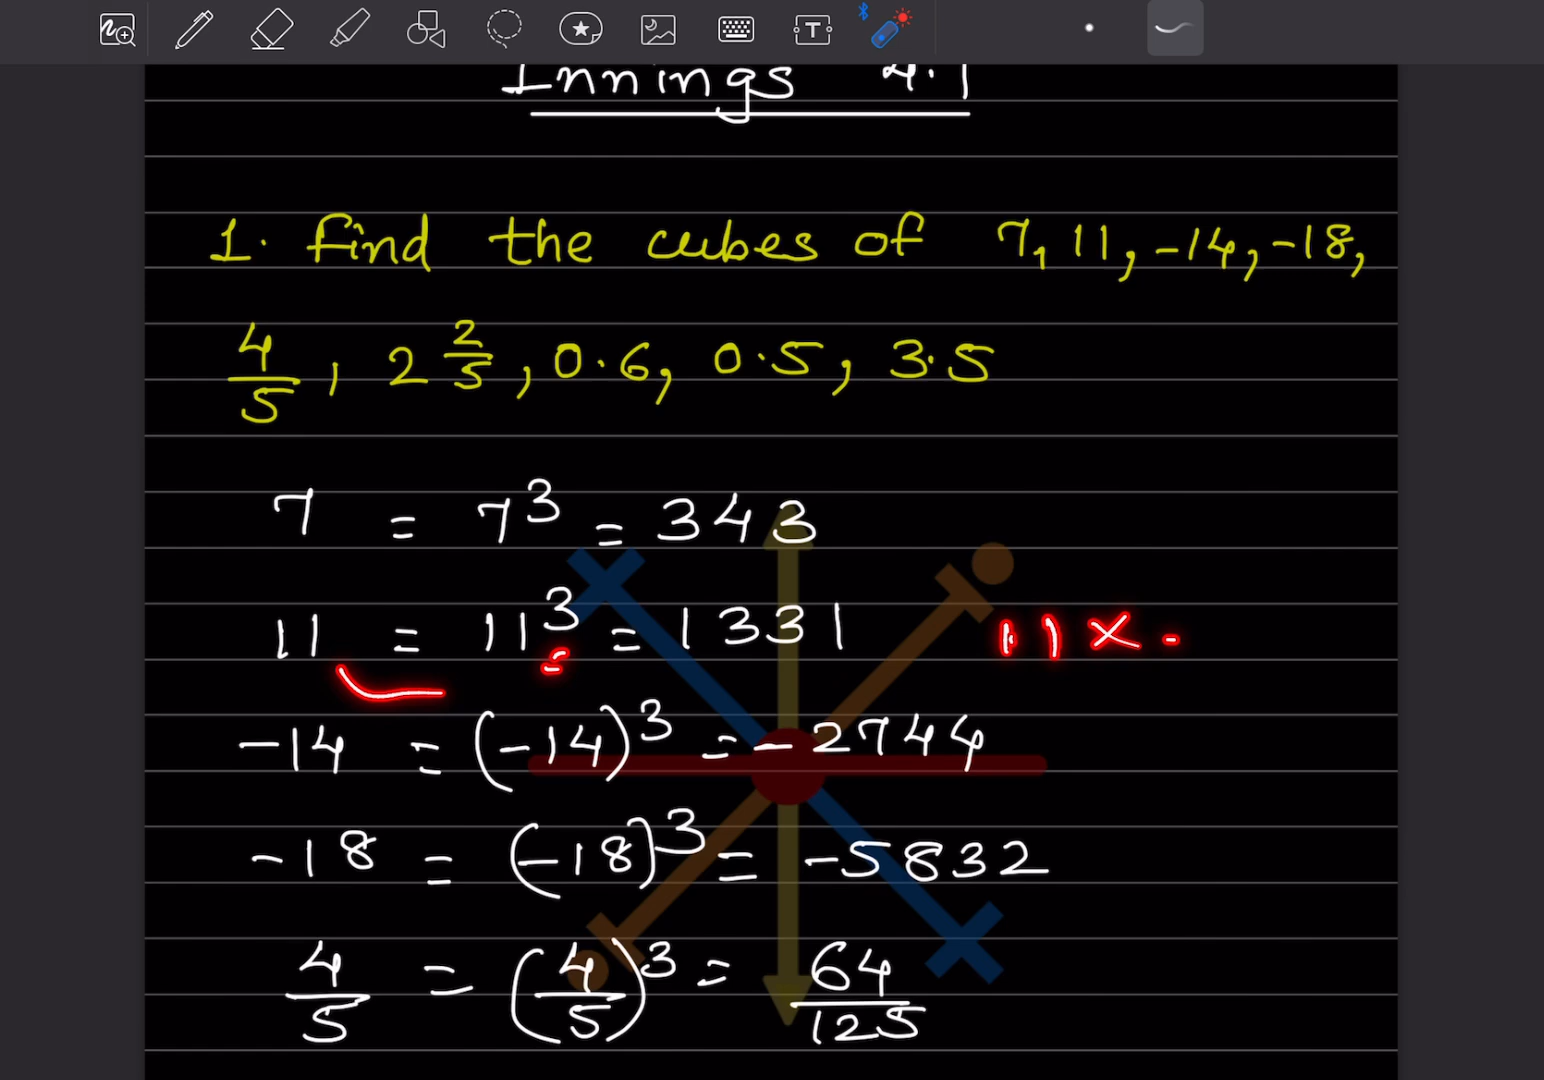 Innings 4.1
1. Find the cubes of 7, 11, -14, -18,
4/5, 2 2/5, 0.6, 0.5, 3.5
7 = 7³ = 343
11 = 11³ = 1331 11 ×
-14 = (-14)³ = -2744
-18 = (-18)³ = -5832
4/5 = (4/5)³ = 64/125